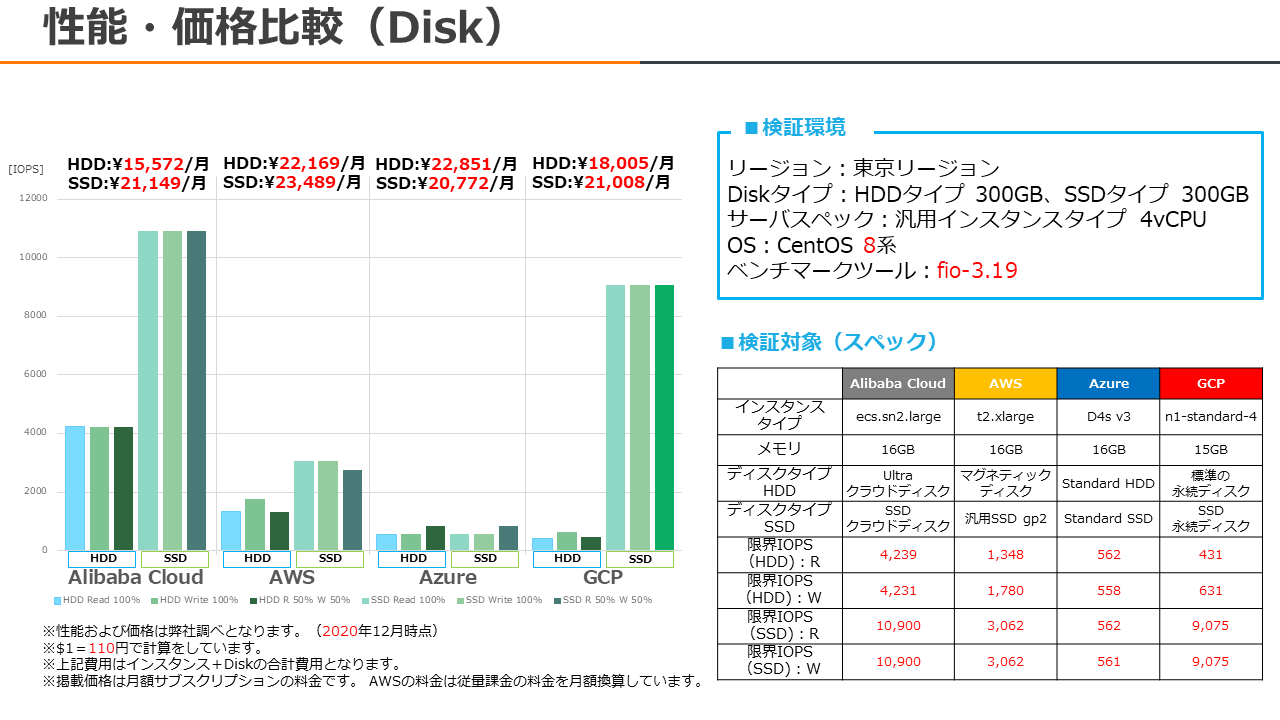 性能・価格比較（Disk）
[IOPS]
HDD:¥15,572/月
SSD:¥21,149/月
HDD:¥22,169/月
SSD:¥23,489/月
HDD:¥22,851/月
SSD:¥20,772/月
HDD:¥18,005/月
SSD:¥21,008/月
12000
10000
8000
6000
4000
2000
0
HDD SSD HDD SSD HDD SSD HDD SSD
Alibaba Cloud AWS Azure GCP
HDD Read 100% HDD Write 100% HDD R 50% W 50% SSD Read 100% SSD Write 100% SSD R 50% W 50%
※性能および価格は弊社調べとなります。（2020年12月時点）
※$1＝110円で計算をしています。
※上記費用はインスタンス＋Diskの合計費用となります。
※掲載価格は月額サブスクリプションの料金です。 AWSの料金は従量課金の料金を月額換算しています。
■検証環境
リージョン：東京リージョン
Diskタイプ：HDDタイプ 300GB、SSDタイプ 300GB
サーバスペック：汎用インスタンスタイプ 4vCPU
OS：CentOS 8系
ベンチマークツール：fio-3.19
■検証対象（スペック）
Alibaba Cloud AWS Azure GCP
インスタンス
タイプ
ecs.sn2.large t2.xlarge D4s v3 n1-standard-4
メモリ 16GB 16GB 16GB 15GB
ディスクタイプ
HDD
Ultra
クラウドディスク
マグネティック
ディスク
Standard HDD
標準の
永続ディスク
ディスクタイプ
SSD
SSD
クラウドディスク
汎用SSD gp2
Standard SSD
SSD
永続ディスク
限界IOPS
（HDD)：R
4,239 1,348 562 431
限界IOPS
（HDD)：W
4,231 1,780 558 631
限界IOPS
（SSD)：R
10,900 3,062 562 9,075
限界IOPS
（SSD)：W
10,900 3,062 561 9,075